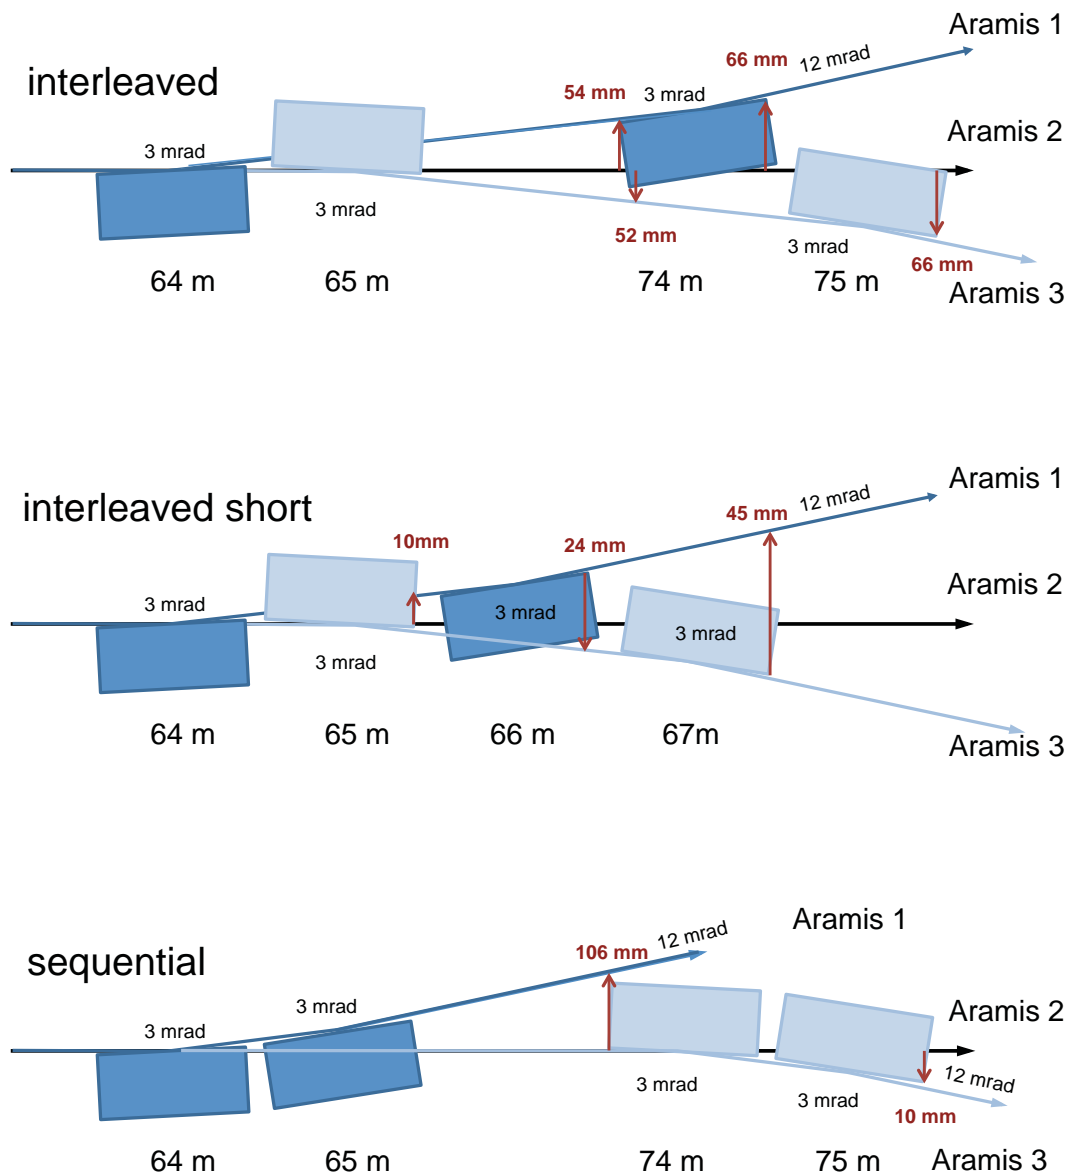 Aramis 1
12 mrad
interleaved
66 mm
54 mm
3 mrad
Aramis 2
3 mrad
3 mrad
52 mm
3 mrad
66 mm
64 m
65 m
74 m
75 m
Aramis 3
Aramis 1
12 mrad
interleaved short
45 mm
10mm
24 mm
Aramis 2
3 mrad
3 mrad
3 mrad
3 mrad
64 m
65 m
66 m
67m
Aramis 3
Aramis 1
12 mrad
106 mm
sequential
3 mrad
3 mrad
Aramis 2
12 mrad
3 mrad
3 mrad
10 mm
64 m
65 m
74 m
75 m
Aramis 3